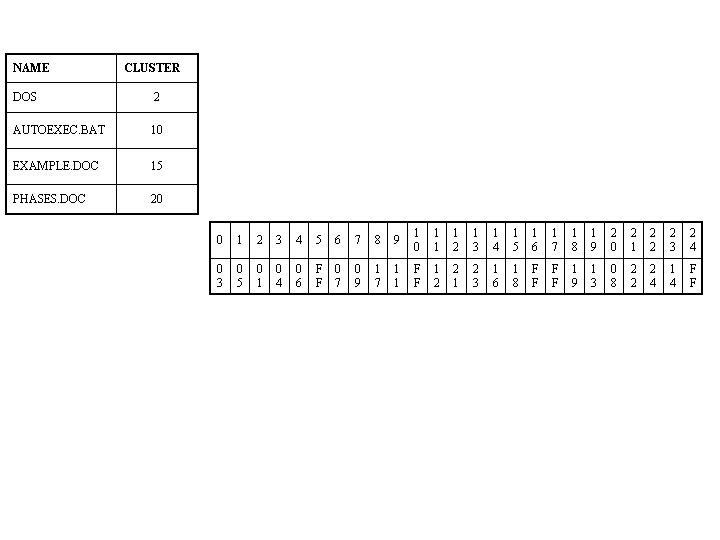 NAME CLUSTER
DOS 2
AUTOEXEC.BAT 10
EXAMPLE.DOC 15
PHASES.DOC 20
0 1 2 3 4 5 6 7 8 9 10 11 12 13 14 15 16 17 18 19 20 21 22 23 24
03 05 01 04 06 FF 07 09 17 11 FF 12 21 23 16 18 FF FF 19 13 08 22 24 14 FF